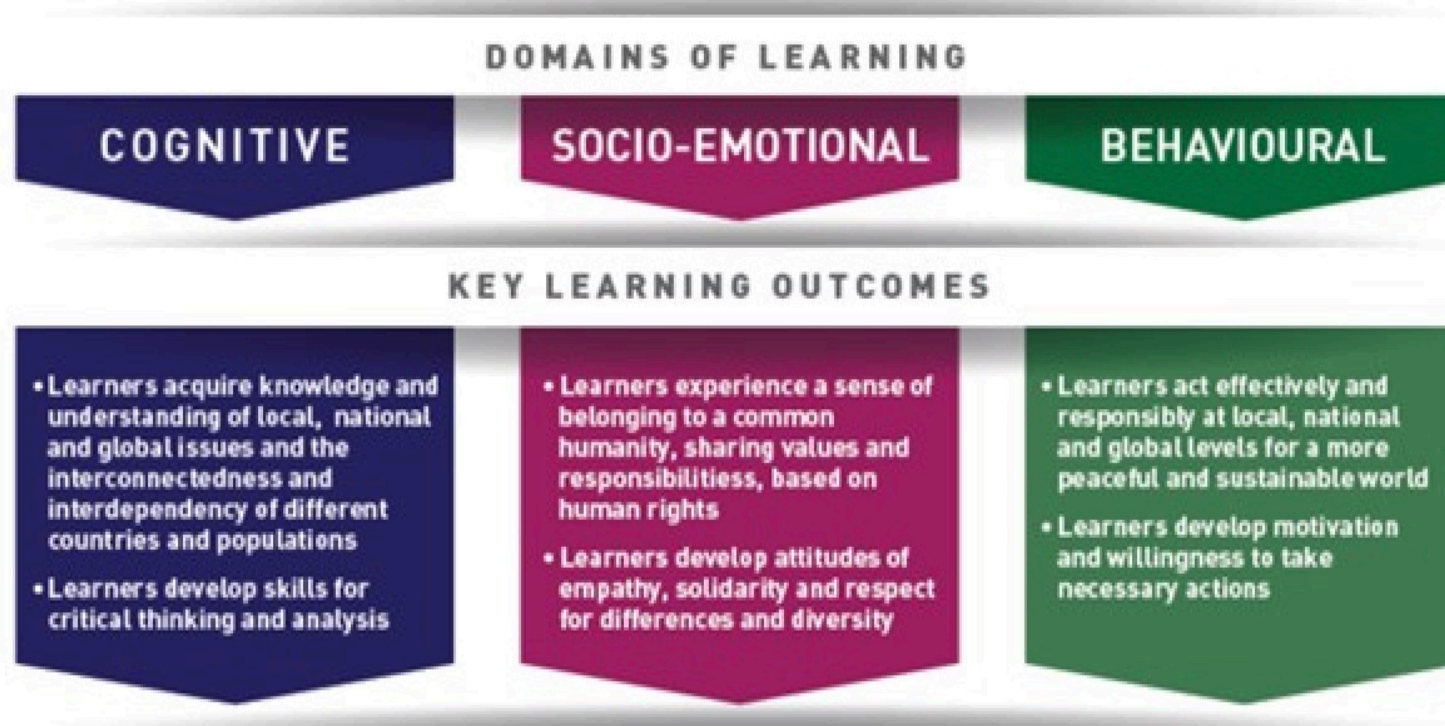 DOMAINS OF LEARNING
COGNITIVE
SOCIO-EMOTIONAL
BEHAVIOURAL
KEY LEARNING OUTCOMES
• Learners acquire knowledge and
understanding of local, national
and global issues and the
interconnectedness and
interdependency of different
countries and populations
• Learners develop skills for
critical thinking and analysis
• Learners experience a sense of
belonging to a common
humanity, sharing values and
responsibilitiess, based on
human rights
• Learners develop attitudes of
empathy, solidarity and respect
for differences and diversity
• Learners act effectively and
responsibly at local, national
and global levels for a more
peaceful and sustainable world
• Learners develop motivation
and willingness to take
necessary actions